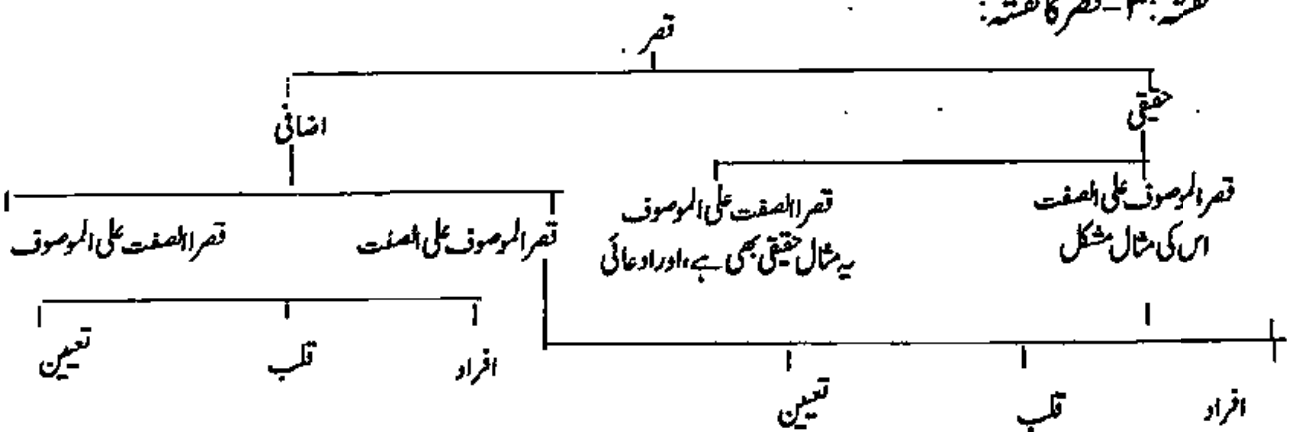 نقشہ: ۳ – قصر کا نقشہ:
قصر
حقیقی
اضافی
قصر الموصوف علی الصفت
اس کی مثال مشکل
قصر الصفت علی الموصوف
یہ مثال حقیقی بھی ہے، اور ادعائی
قصر الموصوف علی الصفت
قصر الصفت علی الموصوف
افراد
قلب
تعیین
افراد
قلب
تعیین